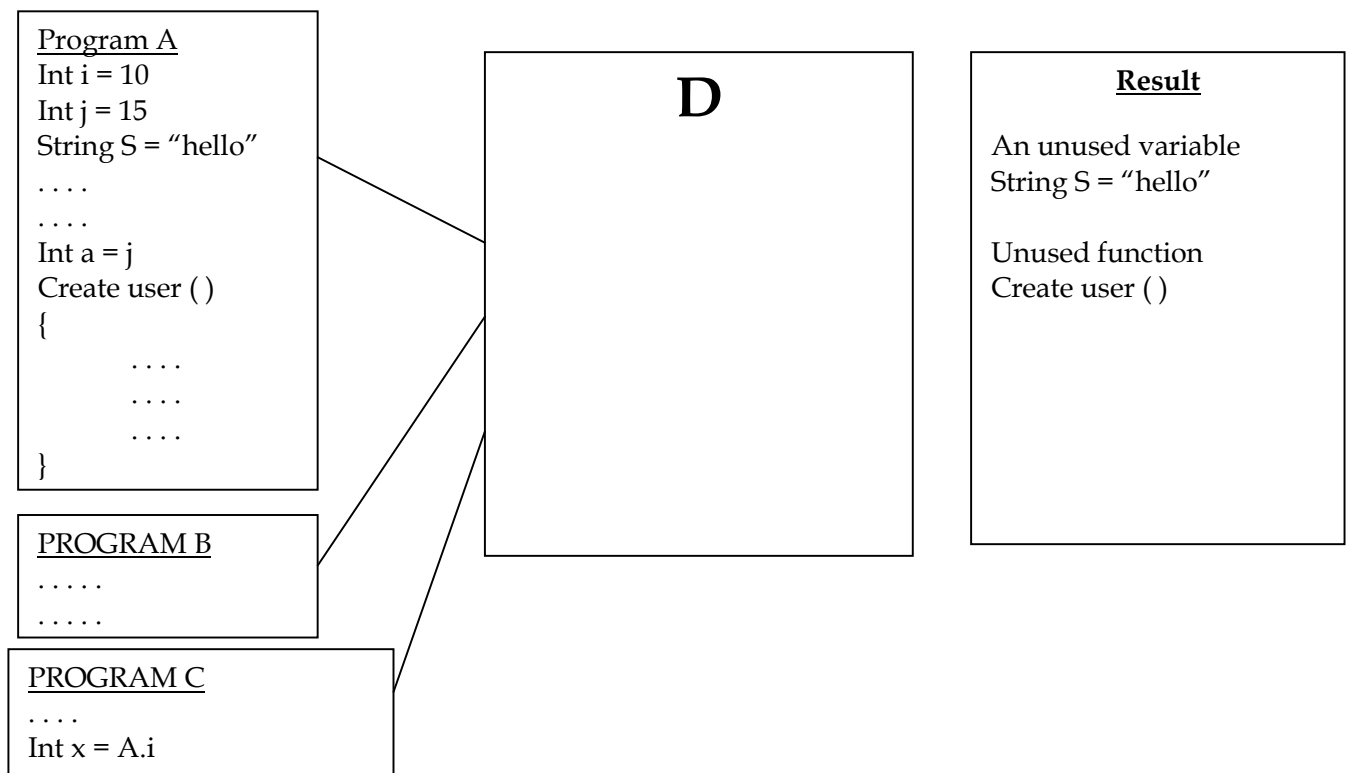 Program A
Int i = 10
Int j = 15
String S = “hello”
. . . .
. . . .
Int a = j
Create user ( )
{
. . . .
. . . .
. . . .
}
PROGRAM B
. . . . .
. . . . .
PROGRAM C
. . . .
Int x = A.i
D
Result
An unused variable
String S = “hello”
Unused function
Create user ( )